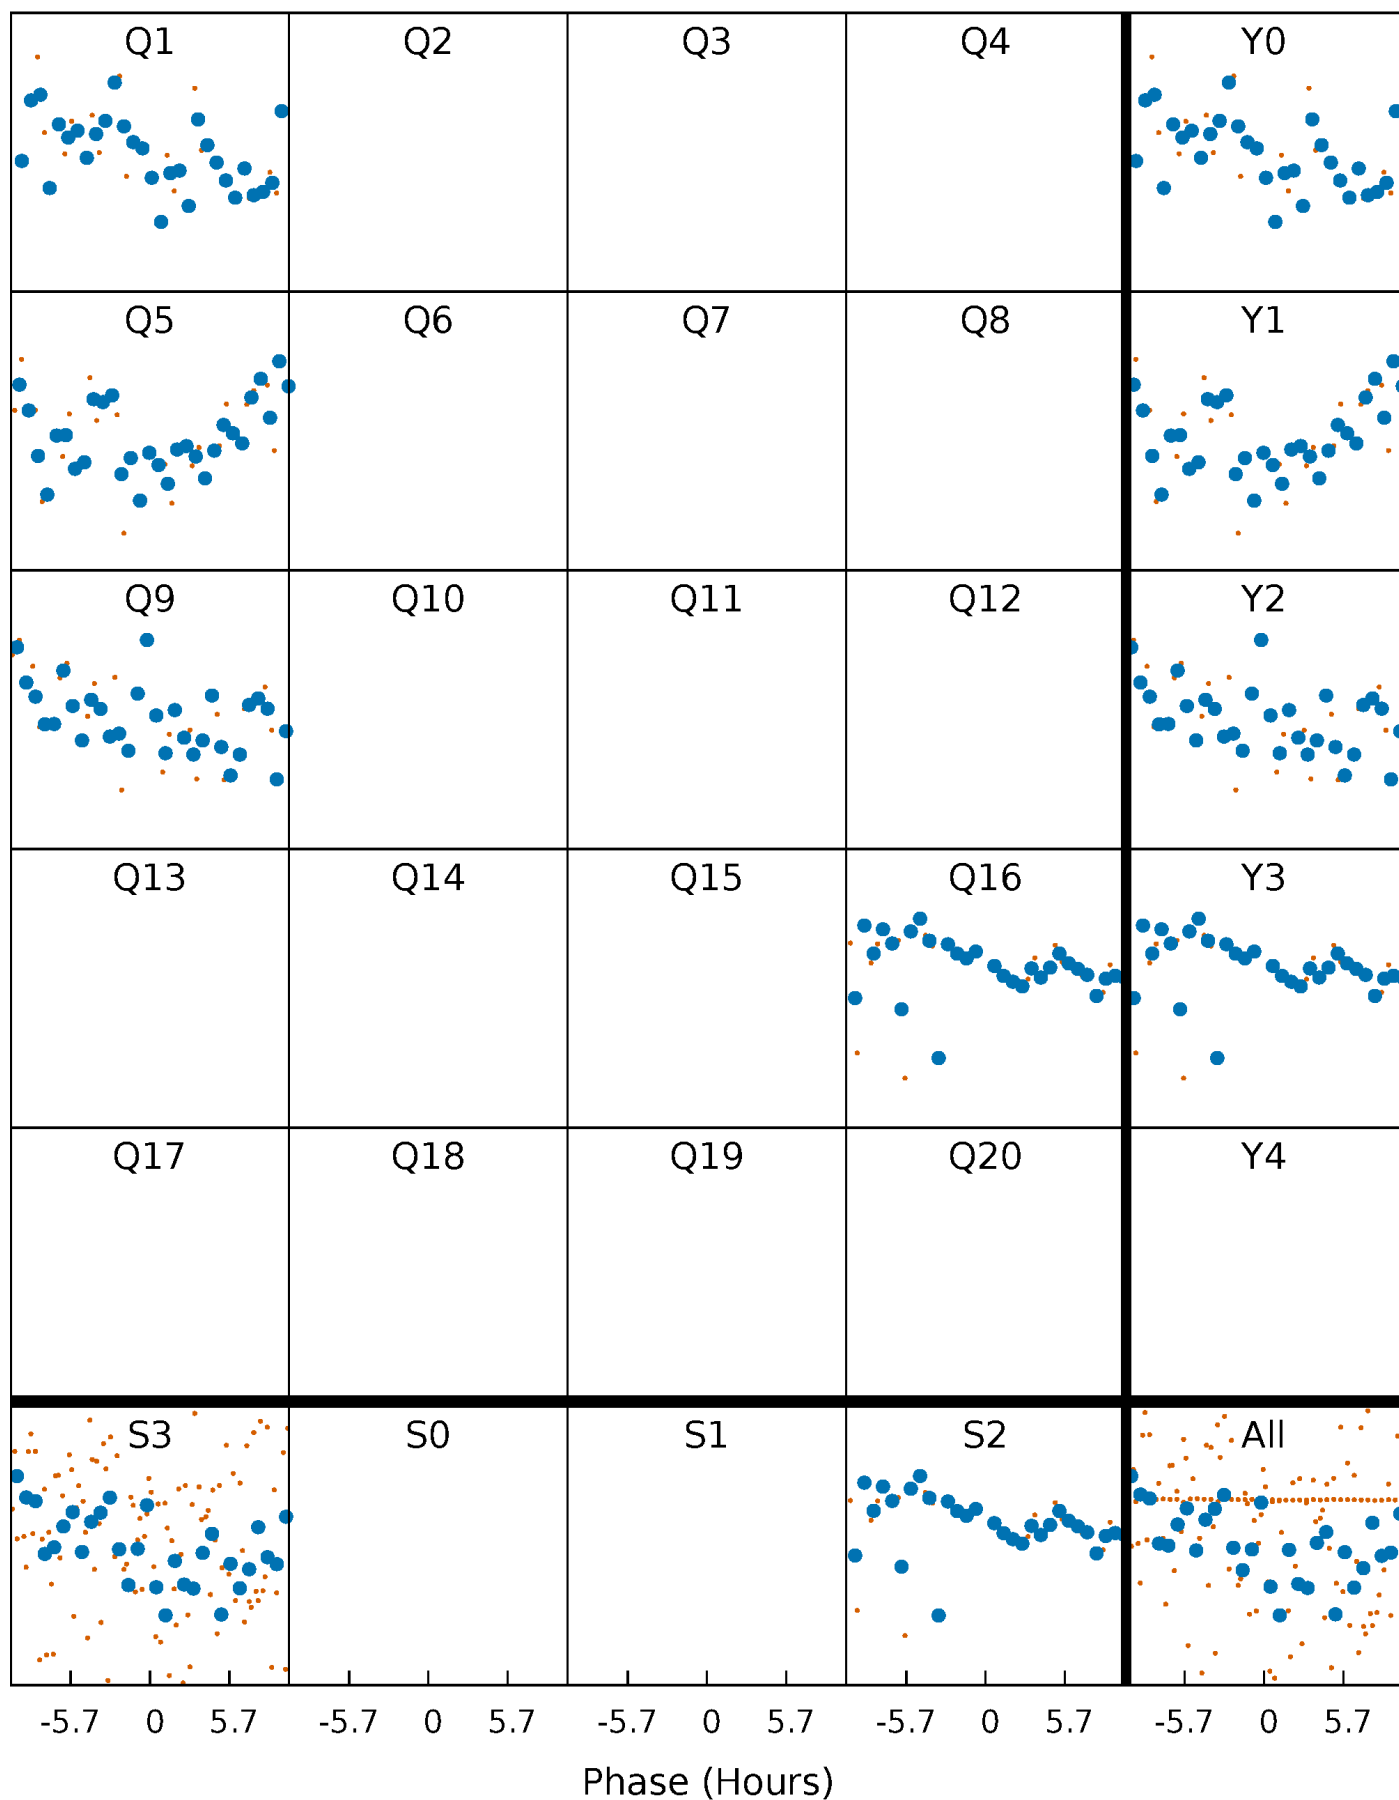 Q1 Q2 Q3 Q4 Y0
Q5 Q6 Q7 Q8 Y1
Q9 Q10 Q11 Q12 Y2
Q13 Q14 Q15 Q16 Y3
Q17 Q18 Q19 Q20 Y4
S3 S0 S1 S2 All
-5.7 0 5.7 -5.7 0 5.7 -5.7 0 5.7 -5.7 0 5.7 -5.7 0 5.7
Phase (Hours)